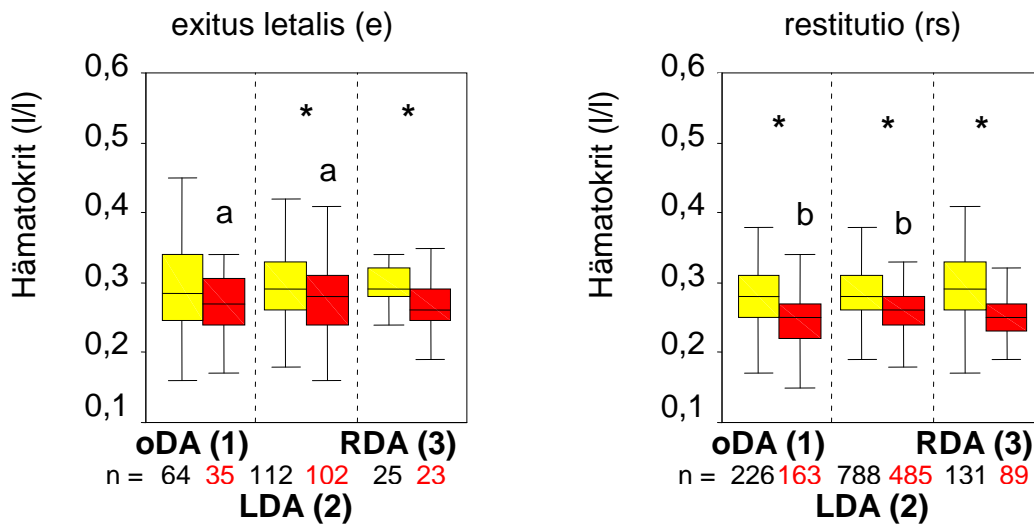 exitus letalis (e)
Hämatokrit (l/l)
0,6
0,5
0,4
0,3
0,2
0,1
*
*
a
a
oDA (1)
RDA (3)
n = 64 35 112 102 25 23
LDA (2)
restitutio (rs)
Hämatokrit (l/l)
0,6
0,5
0,4
0,3
0,2
0,1
*
*
*
b
b
oDA (1)
RDA (3)
n = 226 163 788 485 131 89
LDA (2)